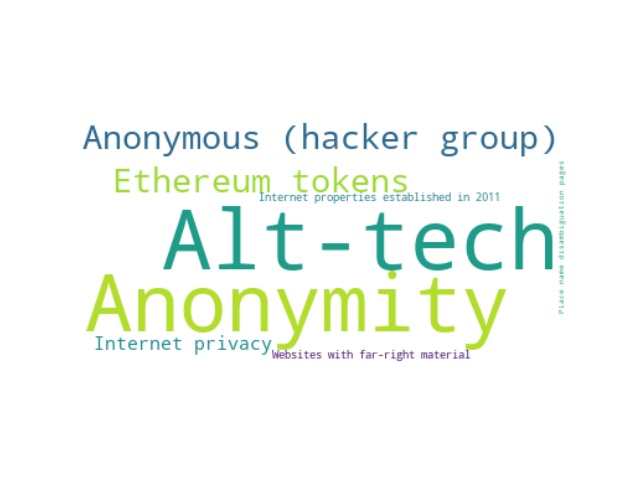 Anonymous (hacker group)
Ethereum tokens
Internet properties established in 2011
Alt-tech
Anonymity
Internet privacy
Websites with far-right material
Place name disambiguation pages